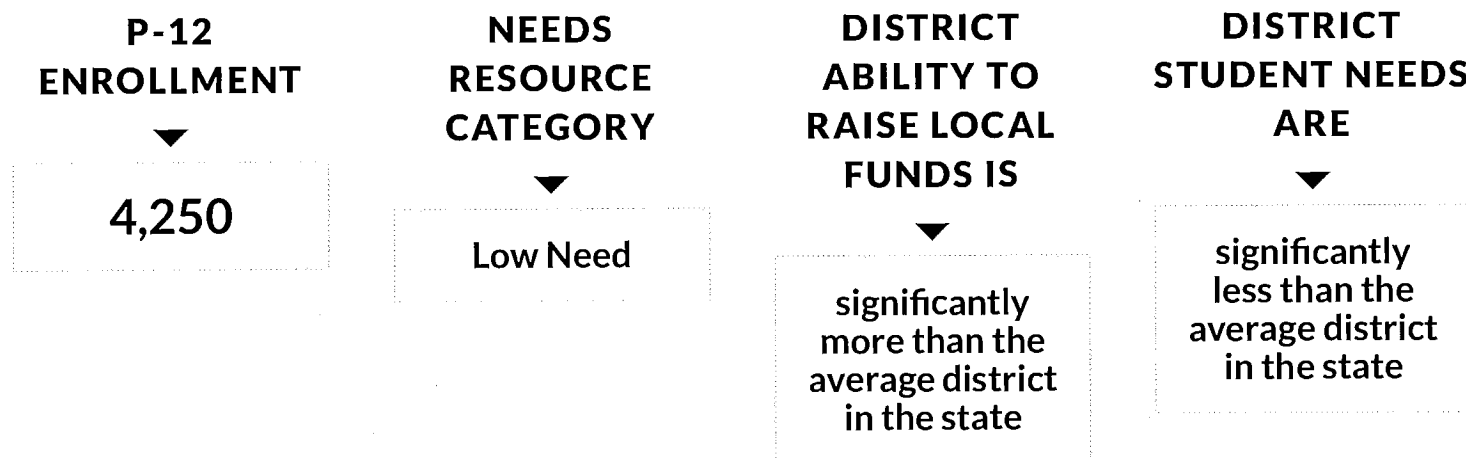 P-12
ENROLLMENT
4,250
NEEDS
RESOURCE
CATEGORY
Low Need
DISTRICT
ABILITY TO
RAISE LOCAL
FUNDS IS
significantly
more than the
average district
in the state
DISTRICT
STUDENT NEEDS
ARE
significantly
less than the
average district
in the state